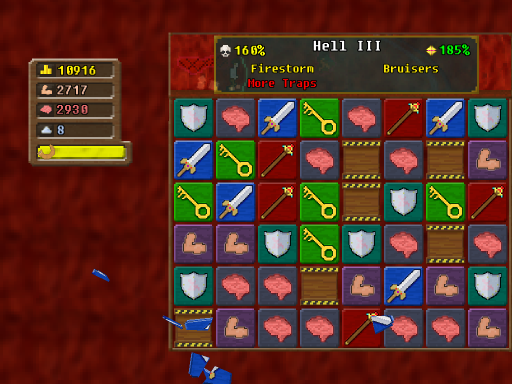 Hell III
160%
185%
Firestorm
Bruisers
More Traps
10916
2717
2930
8